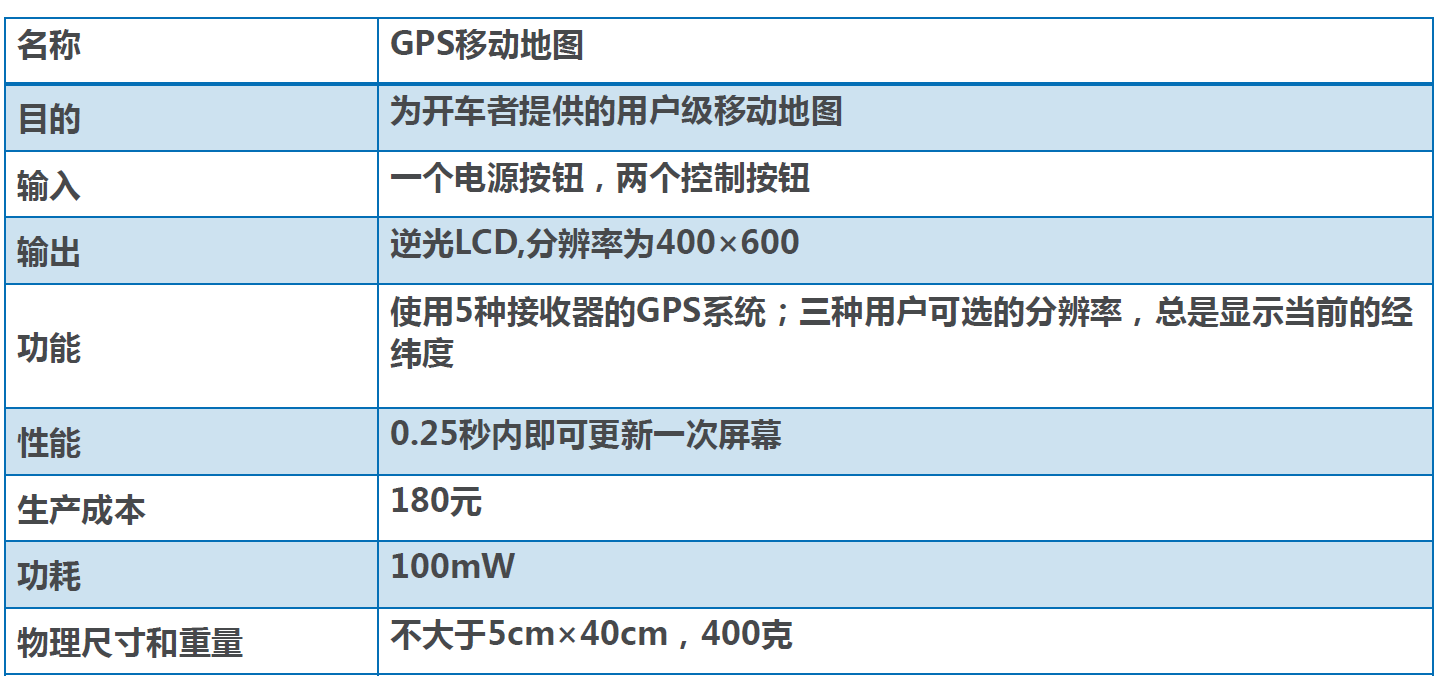 名称
GPS移动地图
目的
为开车者提供的用户级移动地图
输入
一个电源按钮，两个控制按钮
输出
逆光LCD,分辨率为400×600
功能
使用5种接收器的GPS系统；三种用户可选的分辨率，总是显示当前的经
纬度
性能
0.25秒内即可更新一次屏幕
生产成本
180元
功耗
100mW
物理尺寸和重量
不大于5cm×40cm，400克